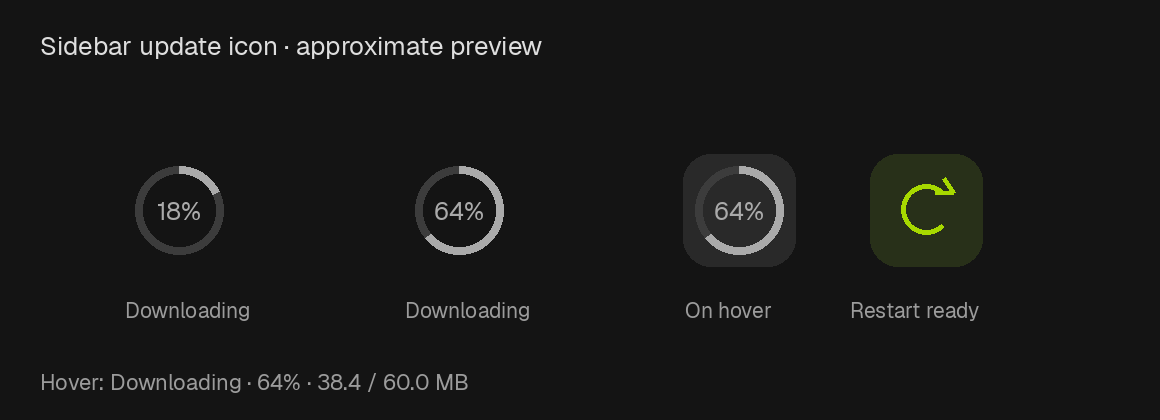 Sidebar update icon · approximate preview
18%
64%
64%
Downloading
Downloading
On hover
Restart ready
Hover: Downloading · 64% · 38.4 / 60.0 MB